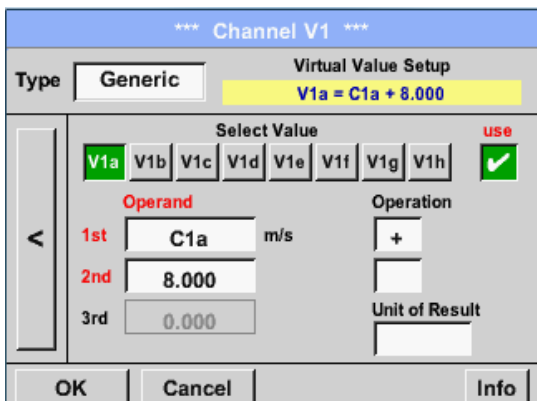 *** Channel V1 ***
Type Generic Virtual Value Setup
V1a = C1a + 8.000
Select Value use
V1a V1b V1c V1d V1e V1f V1g V1h
Operand Operation
< 1st C1a m/s +
2nd 8.000
3rd 0.000 Unit of Result
OK Cancel Info